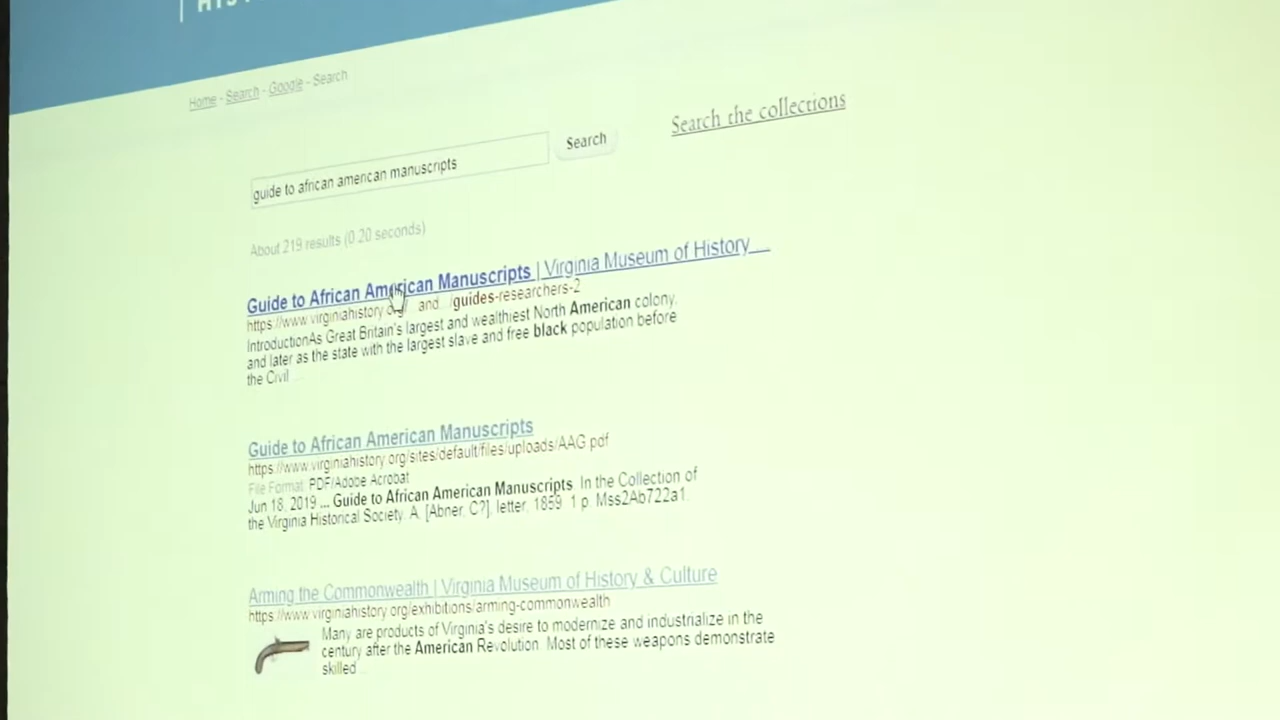 Home - Search - Google - Search
Search the collections
guide to african american manuscripts
Search
About 219 results (0.20 seconds)
Guide to African American Manuscripts | Virginia Museum of History ...
https://www.virginiahistory.org/ and.../guides-researchers-2
IntroductionAs Great Britain's largest and wealthiest North American colony,
and later as the state with the largest slave and free black population before
the Civil ...
Guide to African American Manuscripts
https://www.virginiahistory.org/sites/default/files/uploads/AAG.pdf
File Format: PDF/Adobe Acrobat
Jun 18, 2019 ... Guide to African American Manuscripts. In the Collection of
the Virginia Historical Society. A. [Abner, C?], letter, 1859. 1 p. Mss2Ab722a1.
Arming the Commonwealth | Virginia Museum of History & Culture
https://www.virginiahistory.org/exhibitions/arming-commonwealth
Many are products of Virginia's desire to modernize and industrialize in the
century after the American Revolution. Most of these weapons demonstrate
skilled ...